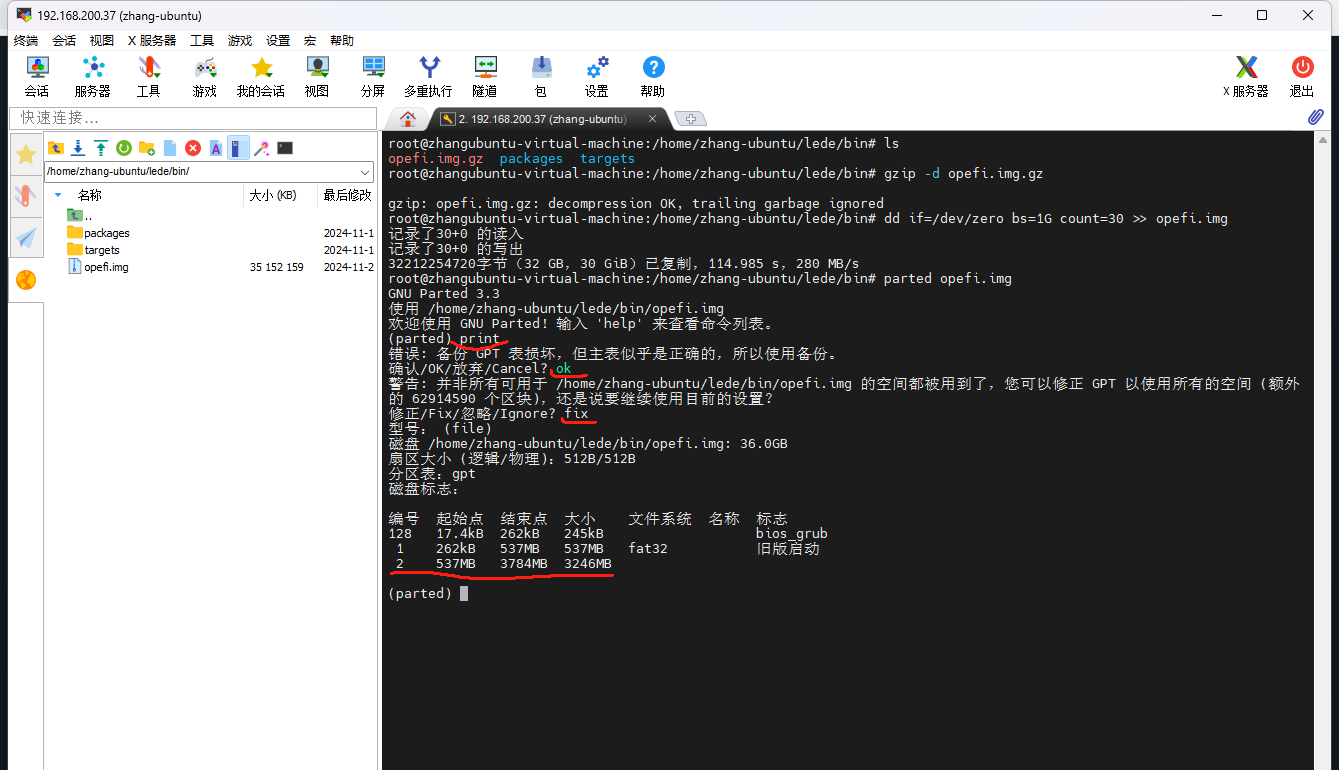 192.168.200.37 (zhang-ubuntu)
终端 会话 视图 X 服务器 工具 游戏 设置 宏 帮助
会话 服务器 工具 游戏 我的会话 视图 分屏 多重执行 隧道 包 设置 帮助 X 服务器 退出
快速连接...
2. 192.168.200.37 (zhang-ubuntu)
/home/zhang-ubuntu/lede/bin/
名称 大小 (KB) 最后修改
..
packages 2024-11-1
targets 2024-11-1
opefi.img 35 152 159 2024-11-2
root@zhangubuntu-virtual-machine:/home/zhang-ubuntu/lede/bin# ls
opefi.img.gz packages targets
root@zhangubuntu-virtual-machine:/home/zhang-ubuntu/lede/bin# gzip -d opefi.img.gz
gzip: opefi.img.gz: decompression OK, trailing garbage ignored
root@zhangubuntu-virtual-machine:/home/zhang-ubuntu/lede/bin# dd if=/dev/zero bs=1G count=30 >> opefi.img
记录了30+0 的读入
记录了30+0 的写出
32212254720字节（32 GB，30 GiB）已复制，114.985 s，280 MB/s
root@zhangubuntu-virtual-machine:/home/zhang-ubuntu/lede/bin# parted opefi.img
GNU Parted 3.3
使用 /home/zhang-ubuntu/lede/bin/opefi.img
欢迎使用 GNU Parted！输入 'help' 来查看命令列表。
(parted) print
错误: 备份 GPT 表损坏，但主表似乎是正确的，所以使用备份。
确认/OK/放弃/Cancel? ok
警告: 并非所有可用于 /home/zhang-ubuntu/lede/bin/opefi.img 的空间都被用到了，您可以修正 GPT 以使用所有的空间 (额外
的 62914590 个区块)，还是说要继续使用目前的设置？
修正/Fix/忽略/Ignore? fix
型号： (file)
磁盘 /home/zhang-ubuntu/lede/bin/opefi.img: 36.0GB
扇区大小 (逻辑/物理)：512B/512B
分区表：gpt
磁盘标志：
编号 起始点 结束点 大小 文件系统 名称 标志
128 17.4kB 262kB 245kB bios_grub
1 262kB 537MB 537MB fat32 旧版启动
2 537MB 3784MB 3246MB
(parted)